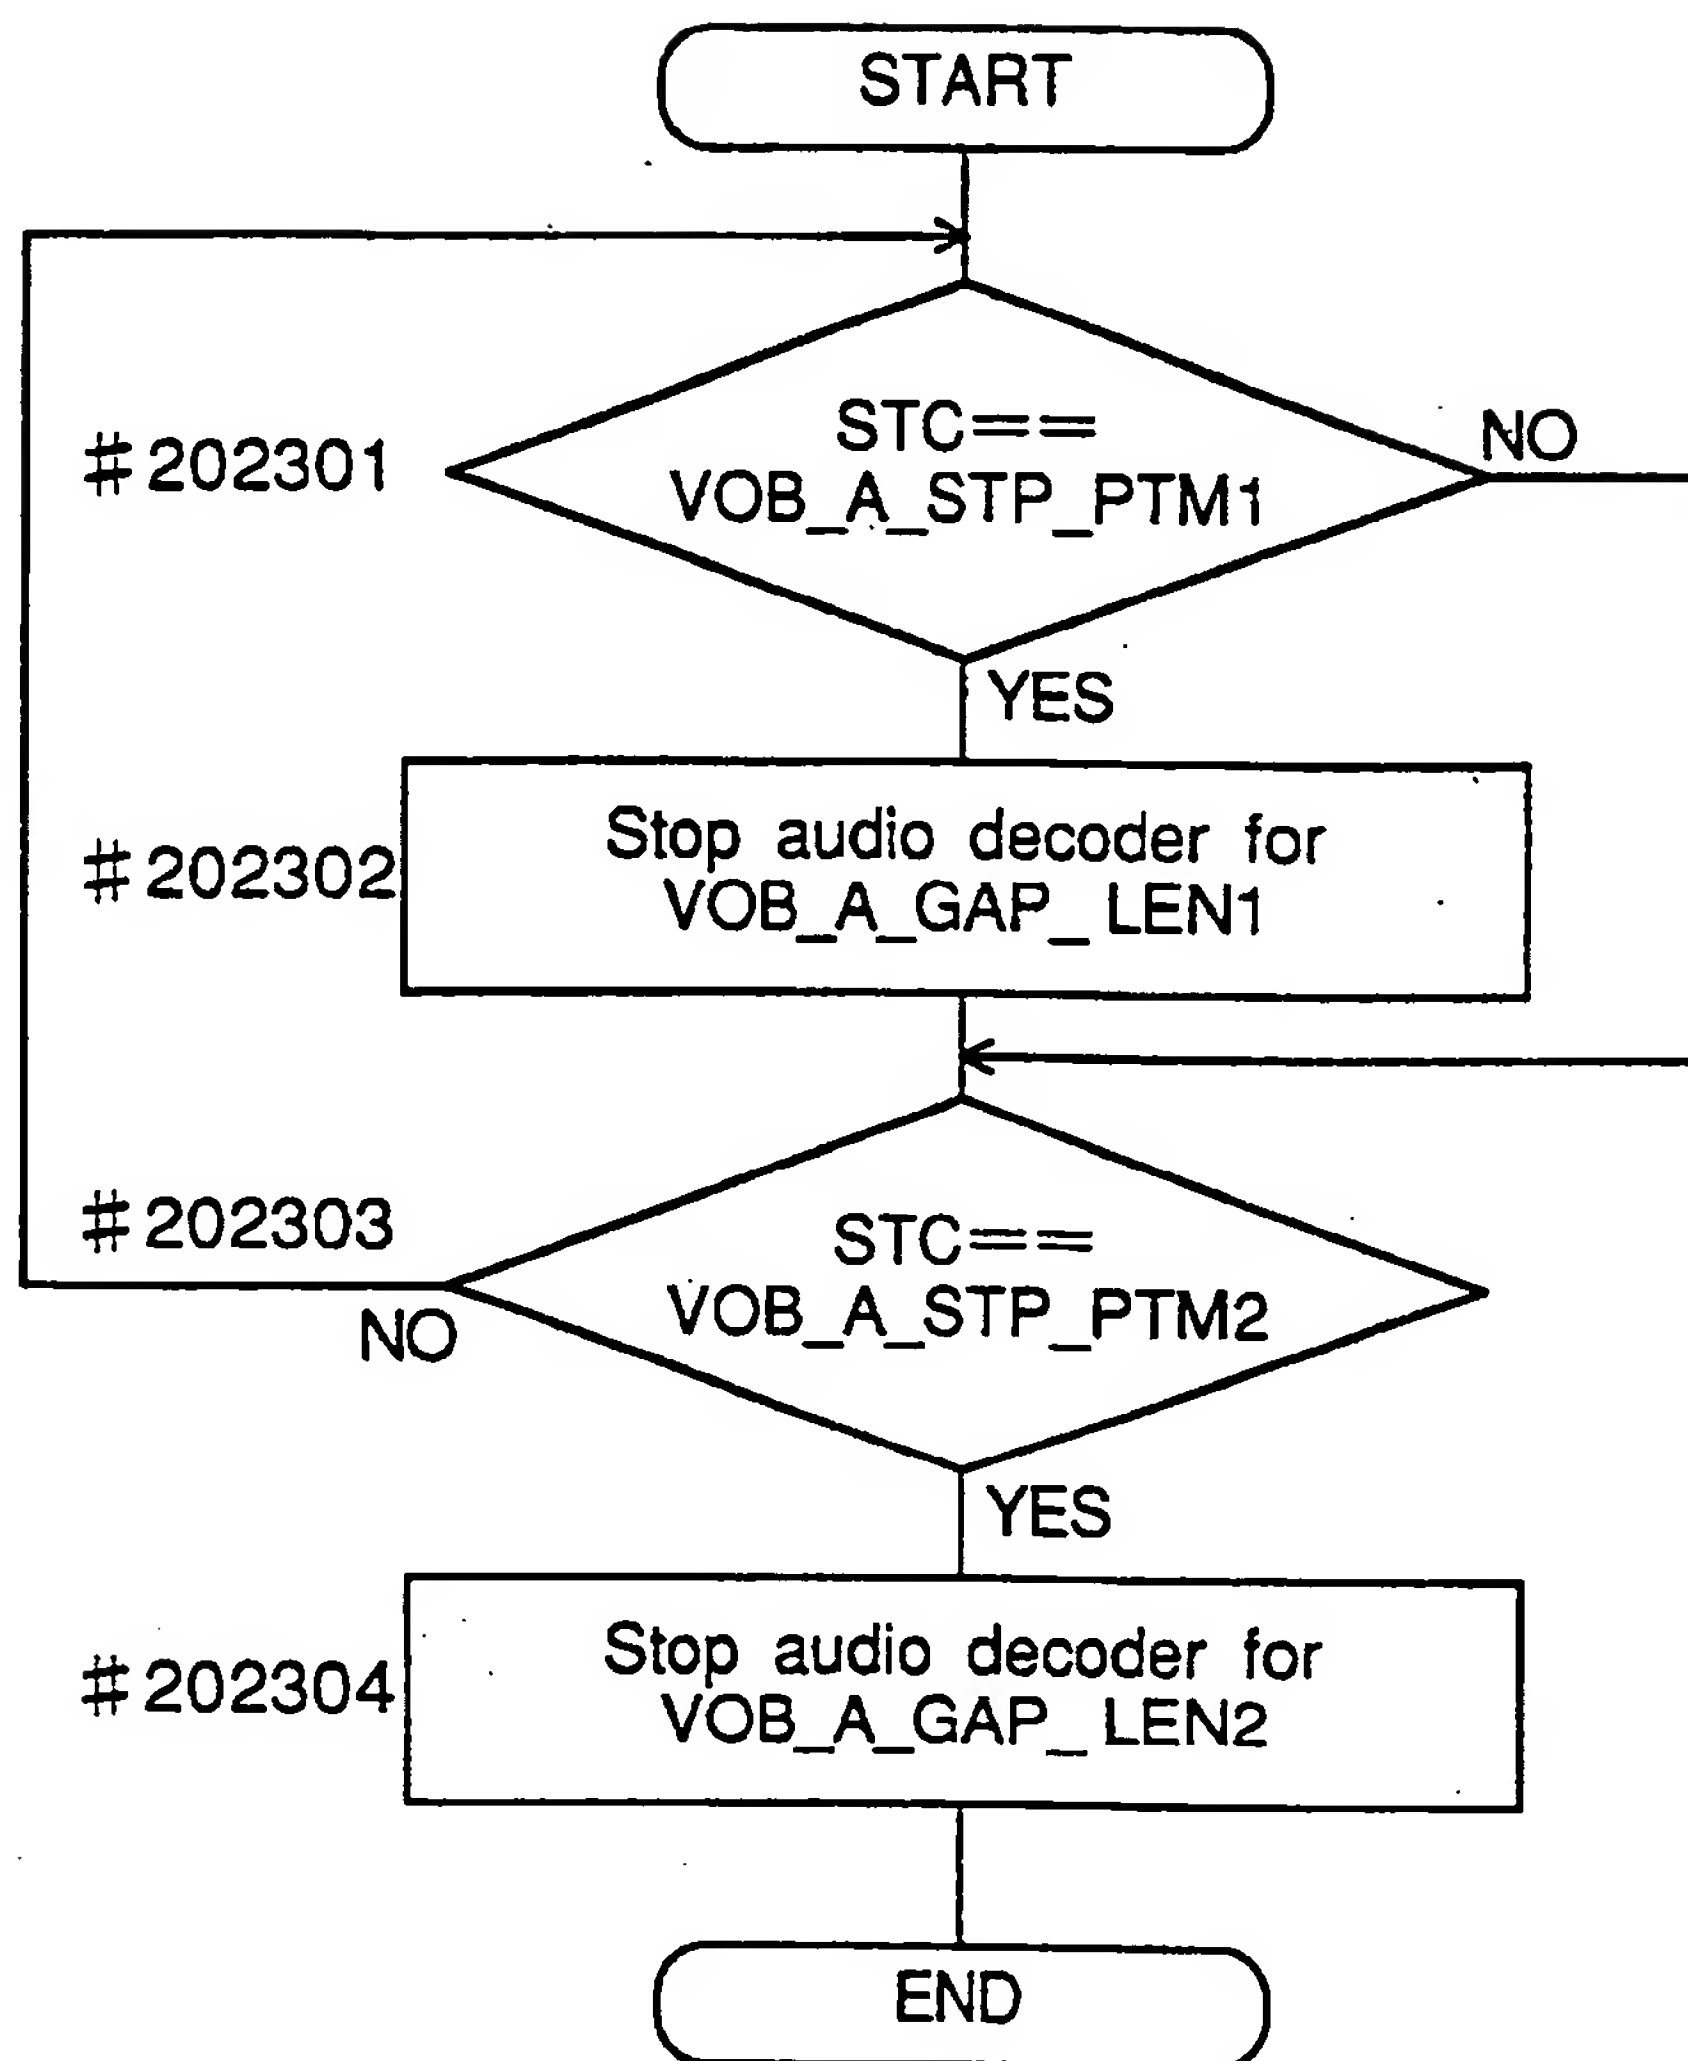 START
#202301
STC==
VOB_A_STP_PTM1
NO
YES
#202302
Stop audio decoder for
VOB_A_GAP_LEN1
#202303
STC==
VOB_A_STP_PTM2
NO
YES
#202304
Stop audio decoder for
VOB_A_GAP_LEN2
END